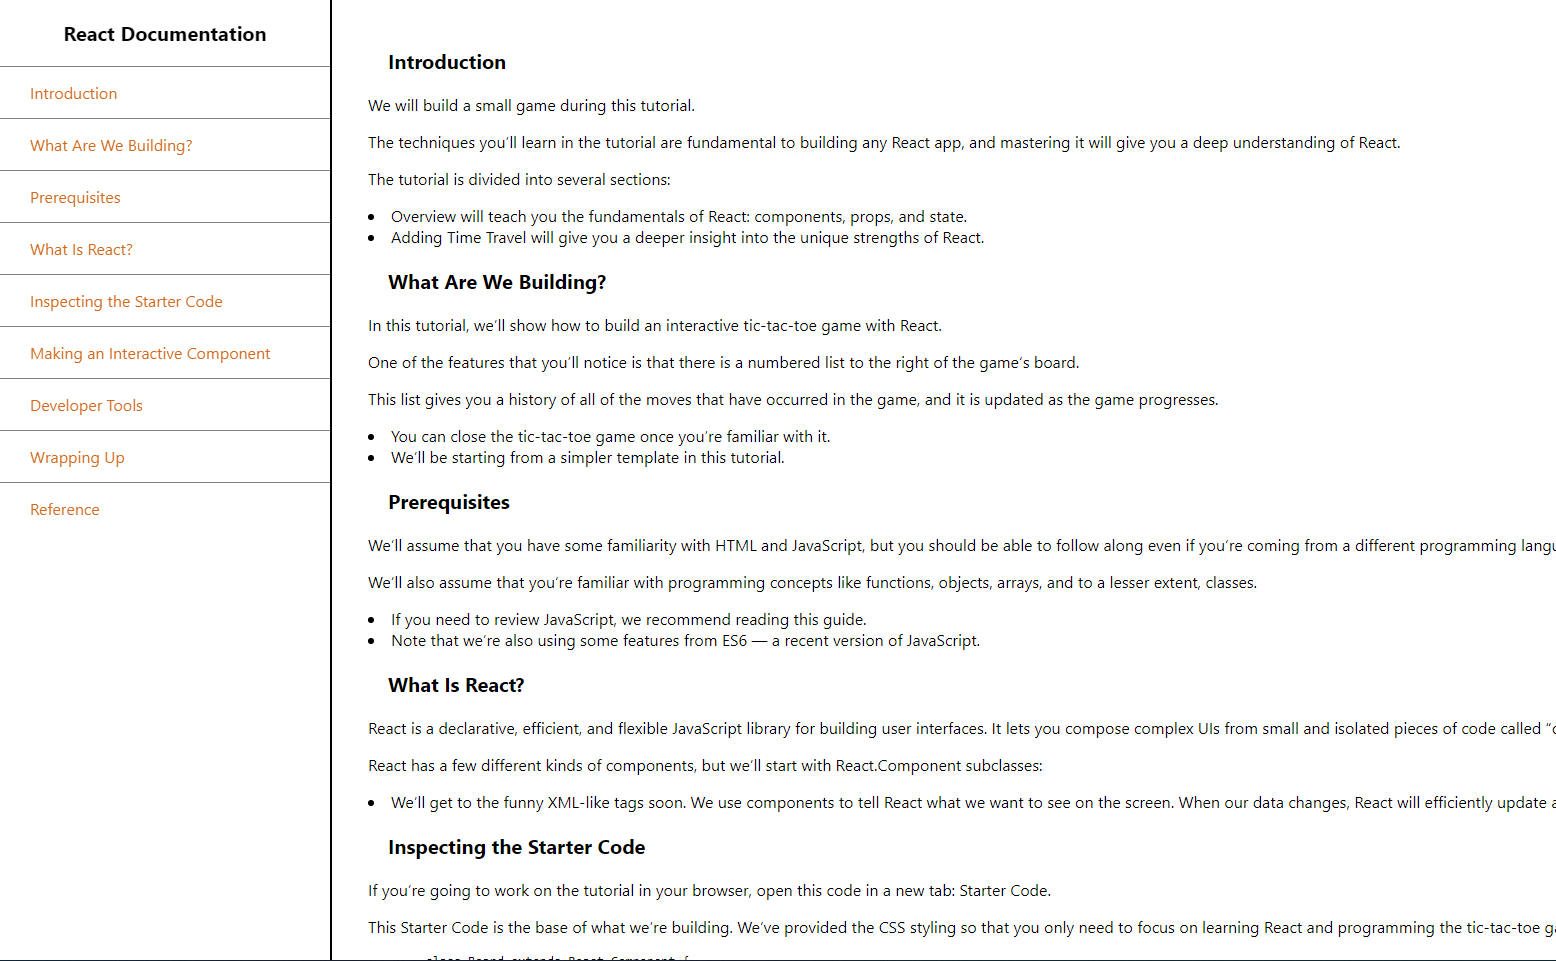 React Documentation
Introduction
What Are We Building?
Prerequisites
What Is React?
Inspecting the Starter Code
Making an Interactive Component
Developer Tools
Wrapping Up
Reference
Introduction
We will build a small game during this tutorial.
The techniques you’ll learn in the tutorial are fundamental to building any React app, and mastering it will give you a deep understanding of React.
The tutorial is divided into several sections:
• Overview will teach you the fundamentals of React: components, props, and state.
• Adding Time Travel will give you a deeper insight into the unique strengths of React.
What Are We Building?
In this tutorial, we’ll show how to build an interactive tic-tac-toe game with React.
One of the features that you’ll notice is that there is a numbered list to the right of the game’s board.
This list gives you a history of all of the moves that have occurred in the game, and it is updated as the game progresses.
• You can close the tic-tac-toe game once you’re familiar with it.
• We’ll be starting from a simpler template in this tutorial.
Prerequisites
We’ll assume that you have some familiarity with HTML and JavaScript, but you should be able to follow along even if you’re coming from a different programming
We’ll also assume that you’re familiar with programming concepts like functions, objects, arrays, and to a lesser extent, classes.
• If you need to review JavaScript, we recommend reading this guide.
• Note that we’re also using some features from ES6 — a recent version of JavaScript.
What Is React?
React is a declarative, efficient, and flexible JavaScript library for building user interfaces. It lets you compose complex UIs from small and isolated pieces of code called
React has a few different kinds of components, but we’ll start with React.Component subclasses:
• We’ll get to the funny XML-like tags soon. We use components to tell React what we want to see on the screen. When our data changes, React will efficiently update
Inspecting the Starter Code
If you’re going to work on the tutorial in your browser, open this code in a new tab: Starter Code.
This Starter Code is the base of what we’re building. We’ve provided the CSS styling so that you only need to focus on learning React and programming the tic-tac-toe